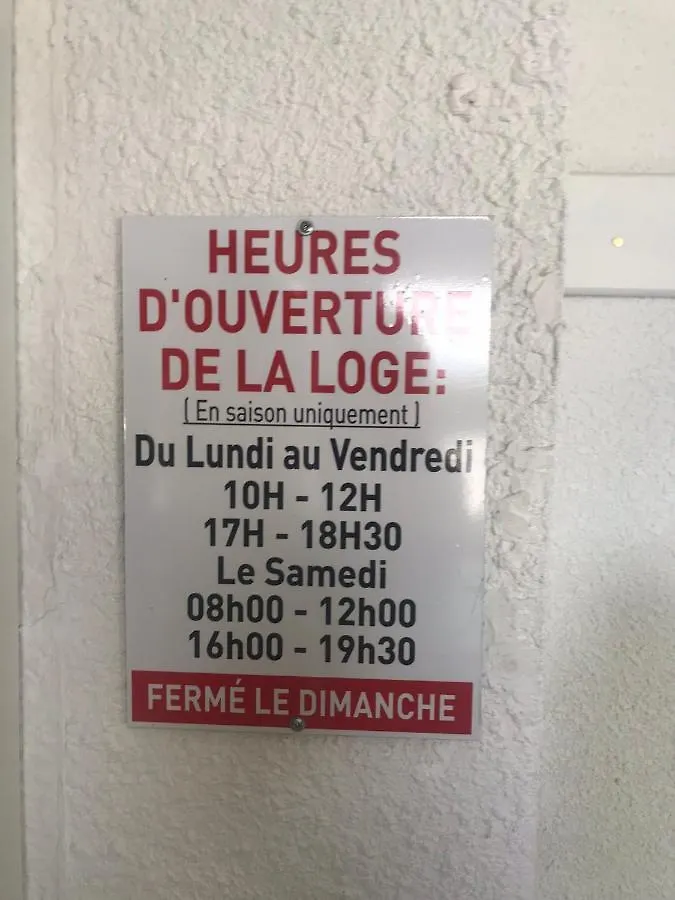 HEURES
D'OUVERTURE
DE LA LOGE:
( En saison uniquement )
Du Lundi au Vendredi
10H - 12H
17H - 18H30
Le Samedi
08h00 - 12h00
16h00 - 19h30
FERMÉ LE DIMANCHE